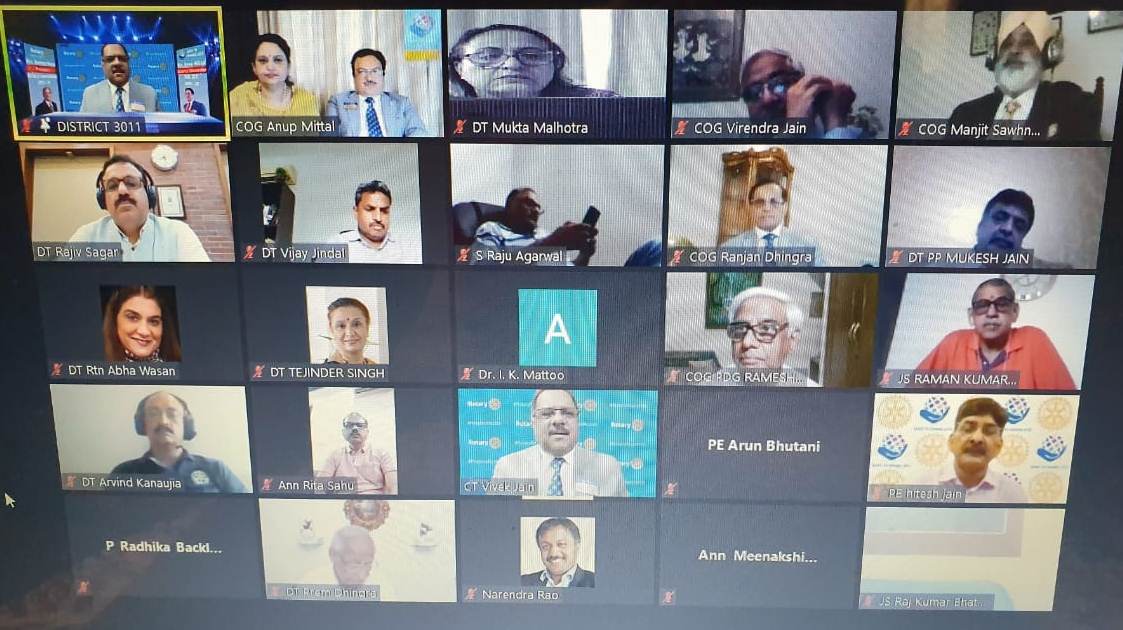 DISTRICT 3011
COG Anup Mittal
DT Mukta Malhotra
COG Virendra Jain
COG Manjit Sawhn...
DT Rajiv Sagar
DT Vijay Jindal
S Raju Agarwal
COG Ranjan Dhingra
DT PP MUKESH JAIN
DT Rtn Abha Wasan
DT TEJINDER SINGH
A
Dr. I. K. Mattoo
COG PDG RAMESH...
JS RAMAN KUMAR...
DT Arvind Kanaujia
Ann Rita Sahu
Rotary
Rotary
Rotary
CT Vivek Jain
PE Arun Bhutani
PE hitesh jain
P Radhika Backl...
DT Prem Dhingra
Narendra Rao
Ann Meenakshi...
JS Raj Kumar Bhat...